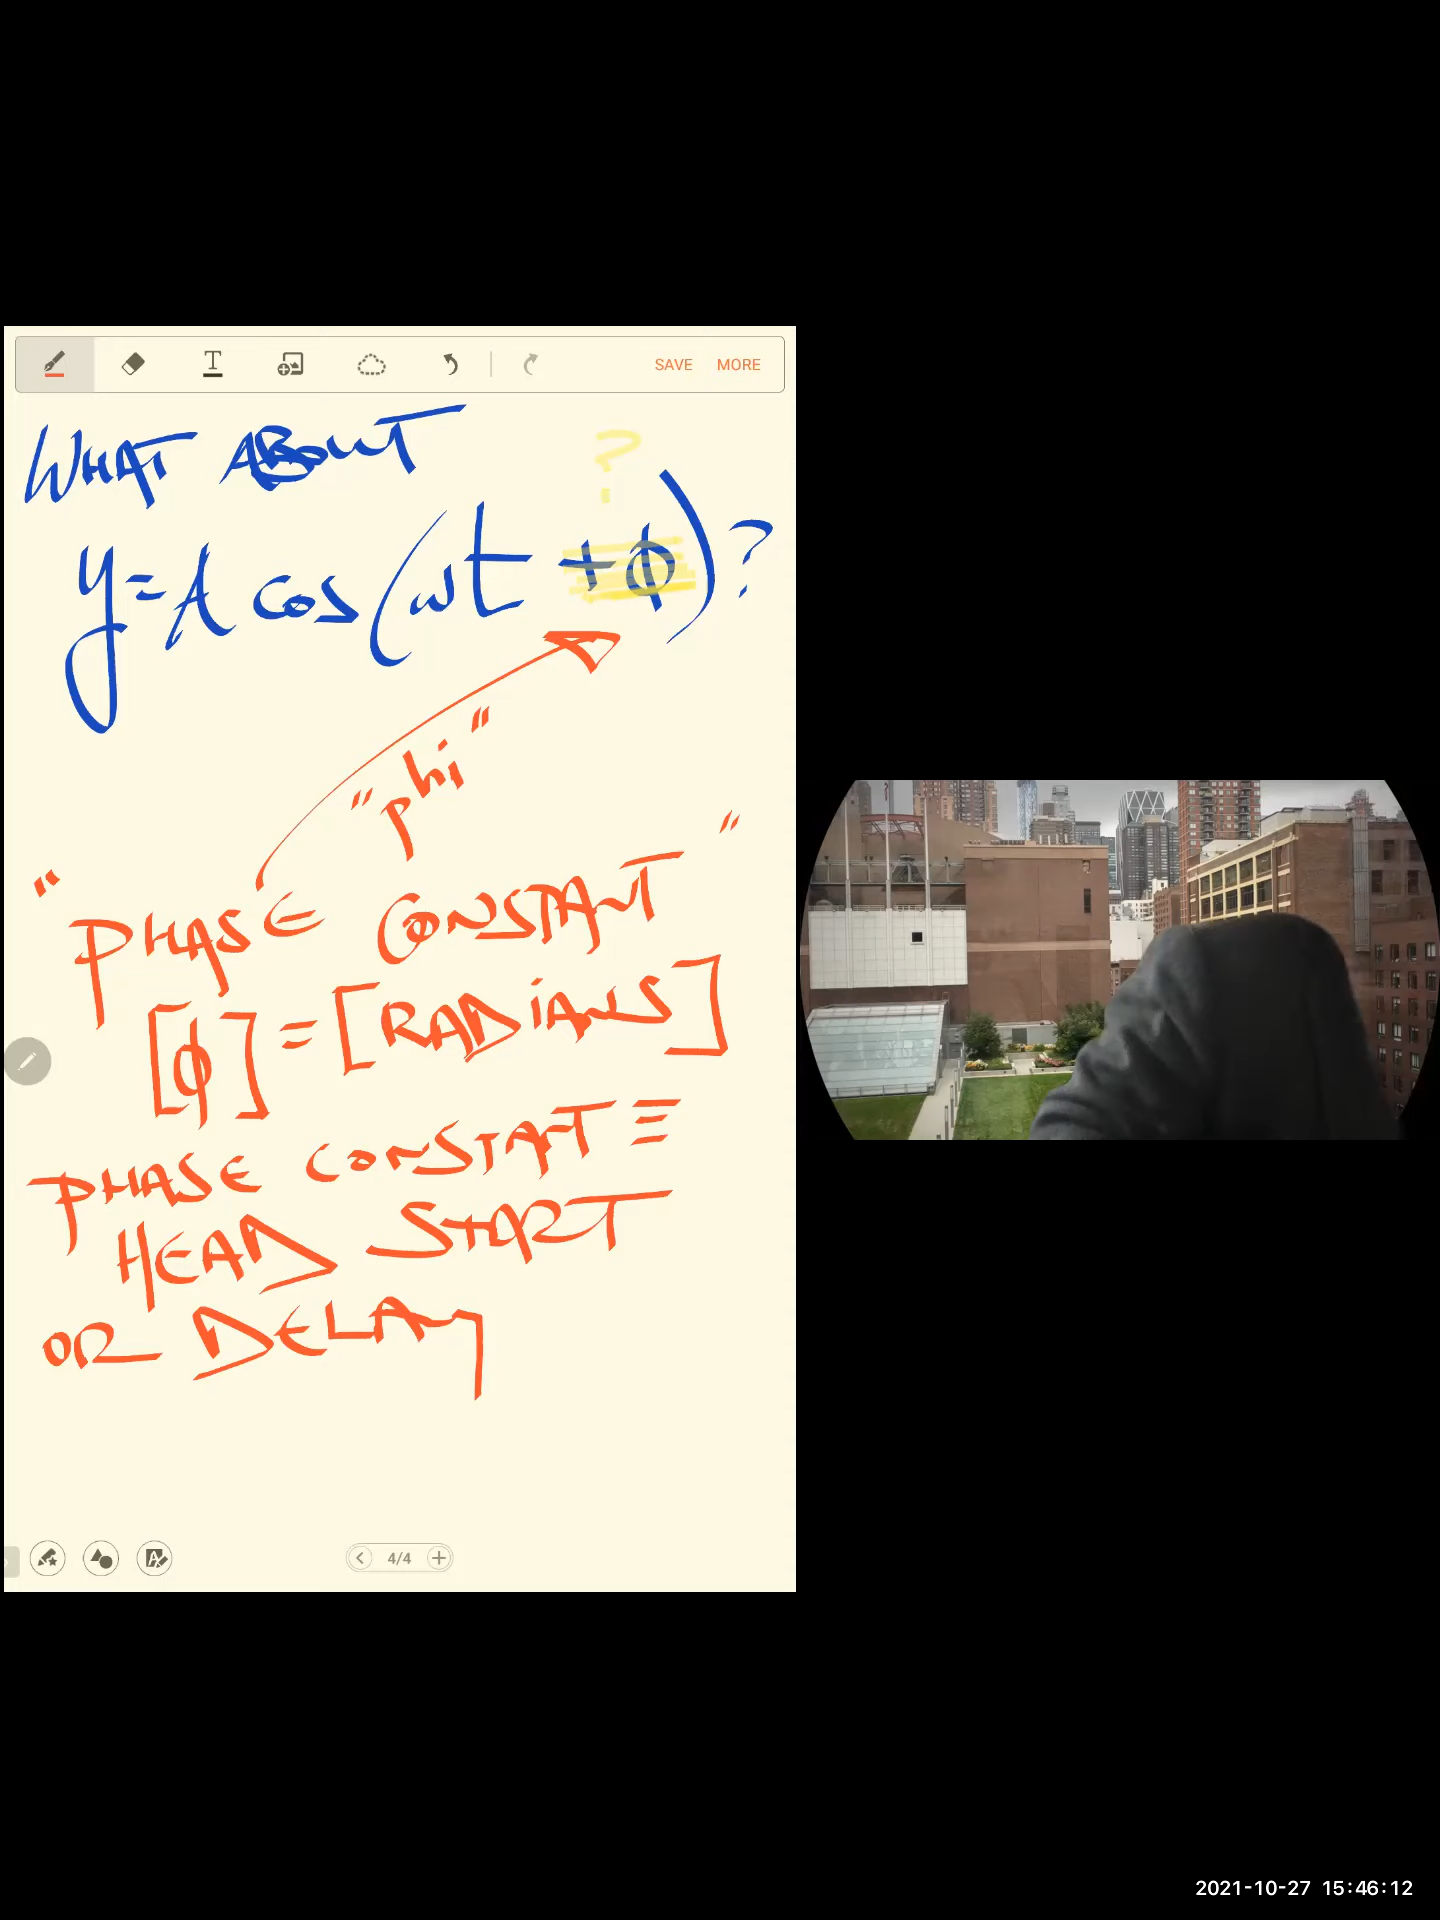 T
SAVE MORE
WHAT ABOUT
?
y = A cos(ωt + ϕ)?
"phi"
"PHASE CONSTANT"
[ϕ] = [RADIANS]
PHASE CONSTANT ≡
HEAD START
OR DELAY
A
4/4
2021-10-27 15:46:12